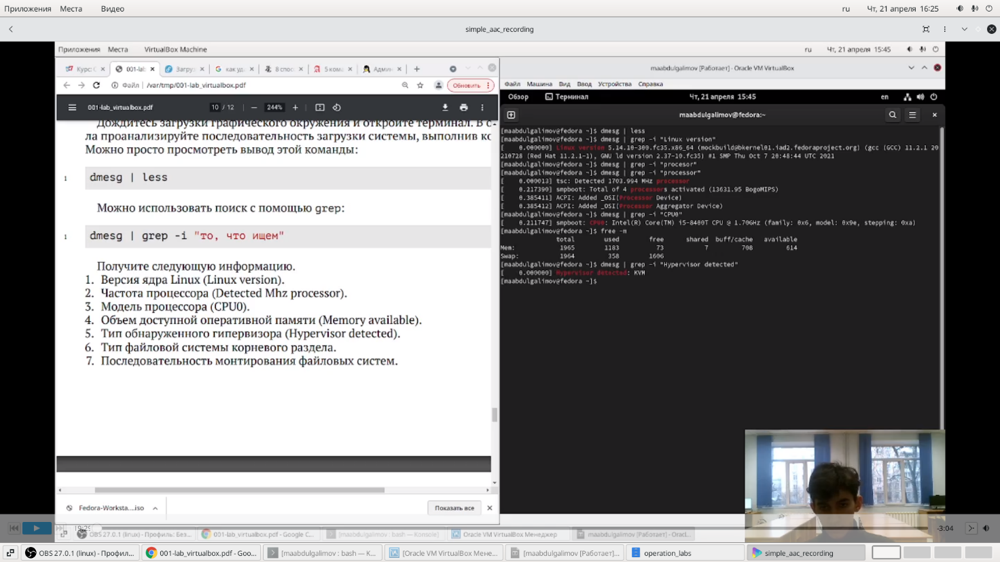 Приложения Места Видео ru Чт, 21 апреля 16:25
simple_aac_recording
Приложения Места VirtualBox Machine ru Чт, 21 апреля 15:45
Курс: С 001-lab Загруз как уд 8 спос 5 кома Админ
Файл | /var/tmp/001-lab_virtualbox.pdf Обновить
001-lab_virtualbox.pdf 10 / 12 244%
Дождитесь загрузки графического окружения и откройте терминал. В с
ла проанализируйте последовательность загрузки системы, выполнив ко
Можно просто просмотреть вывод этой команды:
1 dmesg | less
Можно использовать поиск с помощью grep:
1 dmesg | grep -i "то, что ищем"
Получите следующую информацию.
1. Версия ядра Linux (Linux version).
2. Частота процессора (Detected Mhz processor).
3. Модель процессора (CPU0).
4. Объем доступной оперативной памяти (Memory available).
5. Тип обнаруженного гипервизора (Hypervisor detected).
6. Тип файловой системы корневого раздела.
7. Последовательность монтирования файловых систем.
Fedora-Worksta....iso Показать все
maabdulgalimov [Работает] - Oracle VM VirtualBox
Файл Машина Вид Ввод Устройства Справка
Обзор Терминал Чт, 21 апреля 15:45 en
maabdulgalimov@fedora:~
[maabdulgalimov@fedora ~]$ dmesg | less
[maabdulgalimov@fedora ~]$ dmesg | grep -i "Linux version"
[ 0.000000] Linux version 5.14.10-300.fc35.x86_64 (mockbuild@bkernel01.iad2.fedoraproject.org) (gcc (GCC) 11.2.1 20
210728 (Red Hat 11.2.1-1), GNU ld version 2.37-10.fc35) #1 SMP Thu Oct 7 20:48:44 UTC 2021
[maabdulgalimov@fedora ~]$ dmesg | grep -i "procesor"
[maabdulgalimov@fedora ~]$ dmesg | grep -i "processor"
[ 0.000013] tsc: Detected 1703.994 MHz processor
[ 0.217390] smpboot: Total of 4 processors activated (13631.95 BogoMIPS)
[ 0.385411] ACPI: Added _OSI(Processor Device)
[ 0.385412] ACPI: Added _OSI(Processor Aggregator Device)
[maabdulgalimov@fedora ~]$ dmesg | grep -i "CPU0"
[ 0.211747] smpboot: CPU0: Intel(R) Core(TM) i5-8400T CPU @ 1.70GHz (family: 0x6, model: 0x9e, stepping: 0xa)
[maabdulgalimov@fedora ~]$ free -m
total used free shared buff/cache available
Mem: 1965 1183 73 7 708 614
Swap: 1964 358 1606
[maabdulgalimov@fedora ~]$ dmesg | grep -i "Hypervisor detected"
[ 0.000000] Hypervisor detected: KVM
[maabdulgalimov@fedora ~]$
-3:04
OBS 27.0.1 (linux) - Профиль: Без... 001-lab_virtualbox.pdf - Google C... [maabdulgalimov : bash — Konsole] Oracle VM VirtualBox Менеджер maabdulgalimov [Работает] - Oracl...
OBS 27.0.1 (linux) - Профил... 001-lab_virtualbox.pdf - Goo... [maabdulgalimov : bash — K... [Oracle VM VirtualBox Мене... [maabdulgalimov [Работает]... operation_labs simple_aac_recording